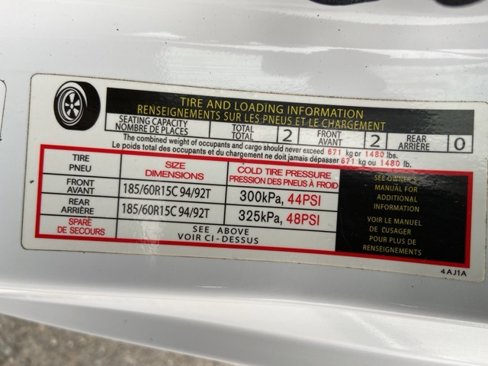 TIRE AND LOADING INFORMATION
RENSEIGNEMENTS SUR LES PNEUS ET LE CHARGEMENT
SEATING CAPACITY TOTAL 2 FRONT 2 REAR 0
NOMBRE DE PLACES TOTAL AVANT ARRIÈRE
The combined weight of occupants and cargo should never exceed 671 kg or 1480 lbs.
Le poids total des occupants et du chargement ne doit jamais dépasser 671 kg ou 1480 lb.
TIRE SIZE COLD TIRE PRESSURE
PNEU DIMENSIONS PRESSION DES PNEUS À FROID
FRONT
AVANT 185/60R15C 94/92T 300kPa, 44PSI
REAR
ARRIÈRE 185/60R15C 94/92T 325kPa, 48PSI
SPARE SEE ABOVE
DE SECOURS VOIR CI-DESSUS
SEE OWNER'S
MANUAL FOR
ADDITIONAL
INFORMATION
VOIR LE MANUEL
DE L'USAGER
POUR PLUS DE
RENSEIGNEMENTS
4AJ1A